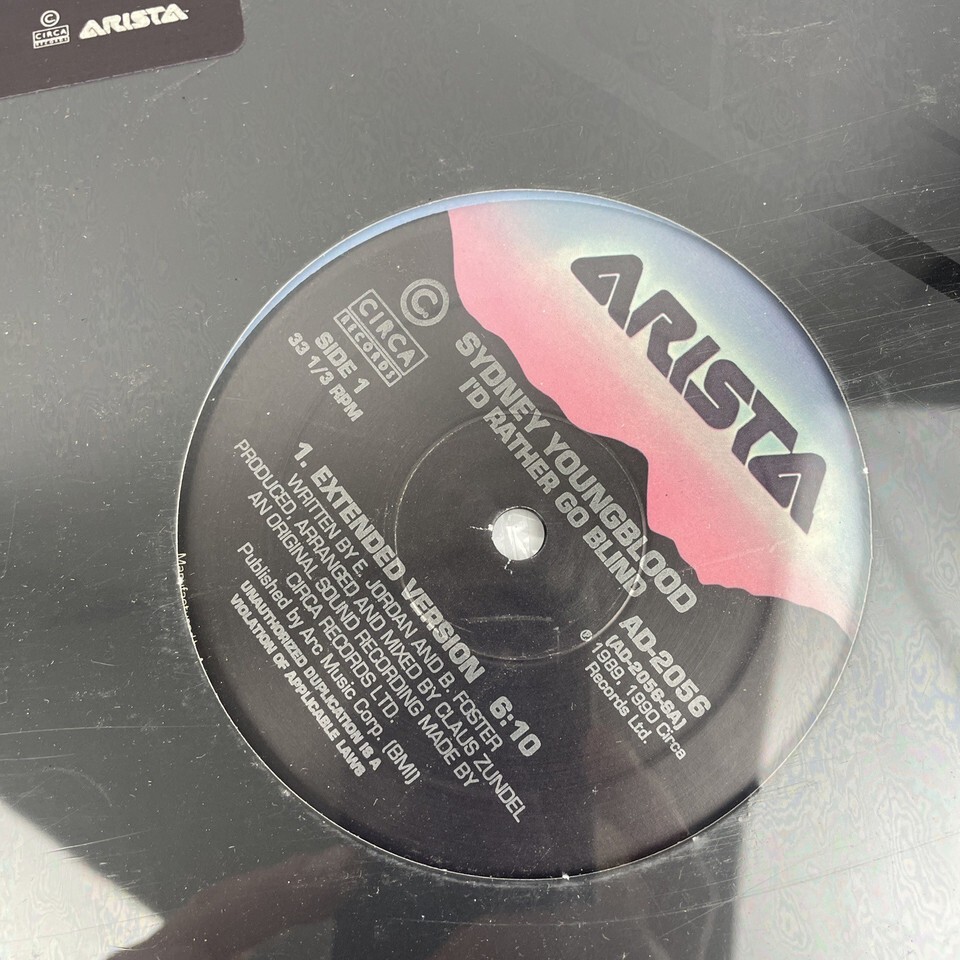 ©
CIRCA
RECORDS
ARISTA
ARISTA
©
CIRCA
RECORDS
SIDE 1
33 1/3 RPM
SYDNEY YOUNGBLOOD
I'D RATHER GO BLIND
AD-2056
(AD-2056-SA)
℗ 1989, 1990 Circa
Records Ltd.
1. EXTENDED VERSION 6:10
WRITTEN BY E. JORDAN AND B. FOSTER
PRODUCED, ARRANGED AND MIXED BY CLAUS ZUNDEL
AN ORIGINAL SOUND RECORDING MADE BY
CIRCA RECORDS LTD.
Published by Arc Music Corp. (BMI)
UNAUTHORIZED DUPLICATION IS A
VIOLATION OF APPLICABLE LAWS